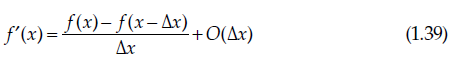 f′(x) = (f(x) − f(x − Δx)) / Δx + O(Δx) (1.39)